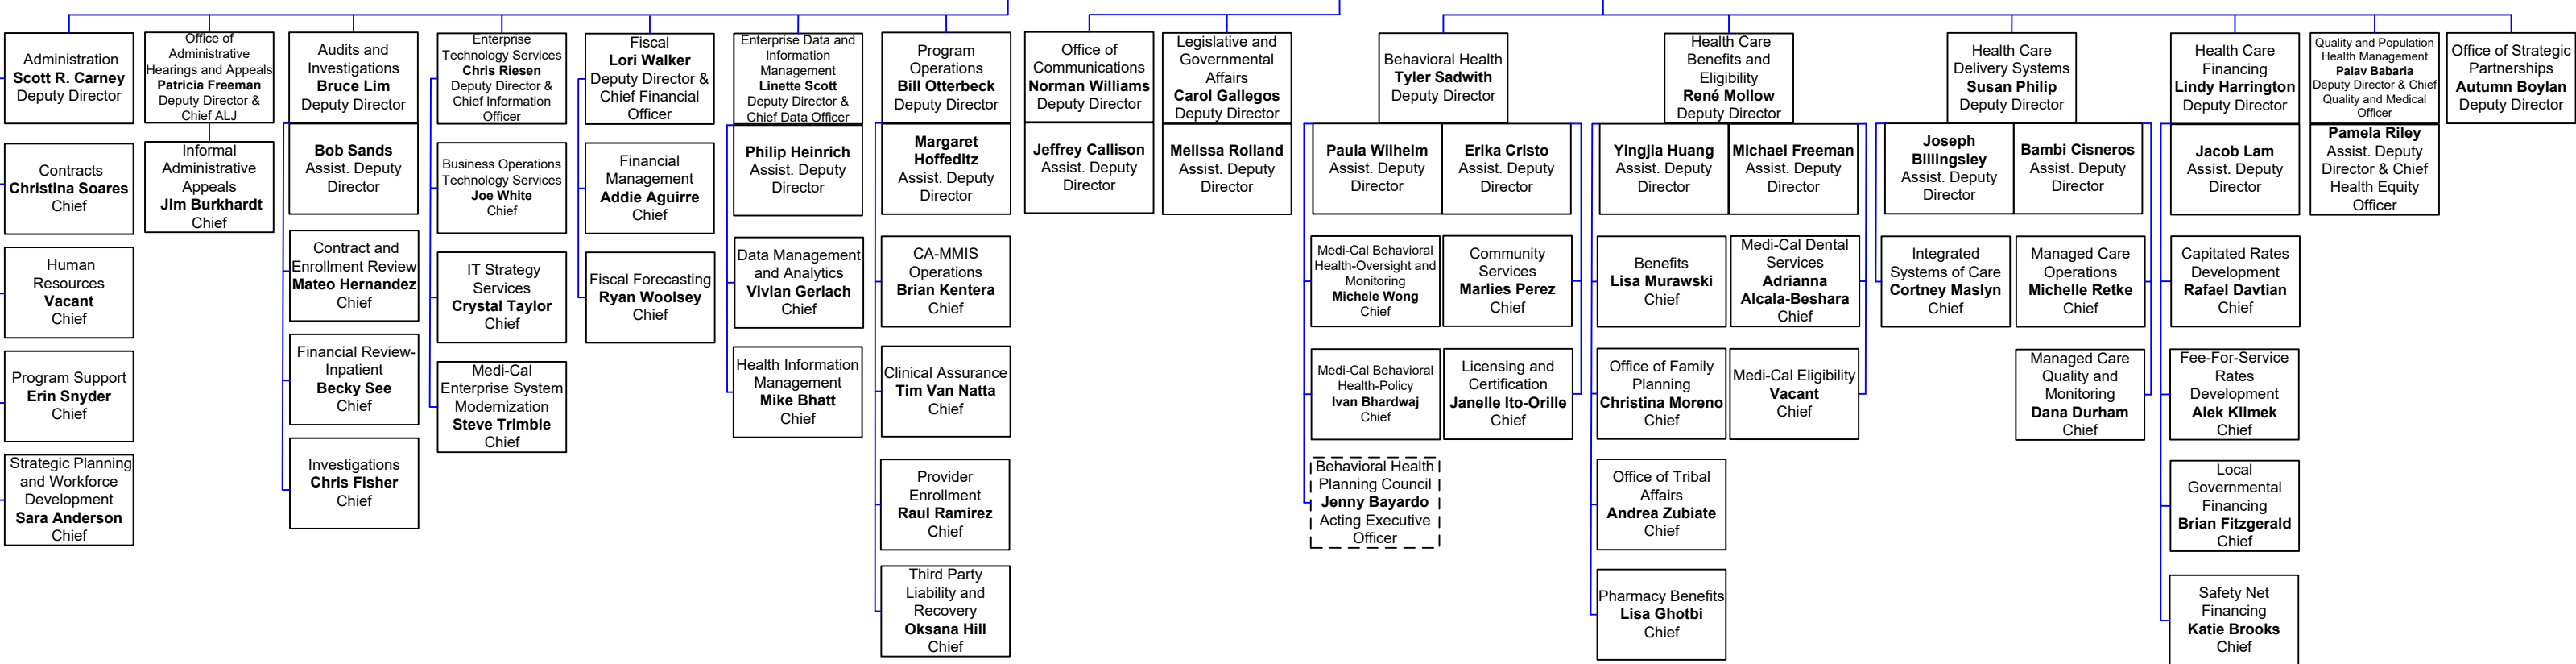 Administration
Scott R. Carney
Deputy Director
Contracts
Christina Soares
Chief
Human
Resources
Vacant
Chief
Program Support
Erin Snyder
Chief
Strategic Planning
and Workforce
Development
Sara Anderson
Chief
Office of
Administrative
Hearings and Appeals
Patricia Freeman
Deputy Director &
Chief ALJ
Informal
Administrative
Appeals
Jim Burkhardt
Chief
Audits and
Investigations
Bruce Lim
Deputy Director
Bob Sands
Assist. Deputy
Director
Contract and
Enrollment Review
Mateo Hernandez
Chief
Financial Review-
Inpatient
Becky See
Chief
Investigations
Chris Fisher
Chief
Enterprise
Technology Services
Chris Riesen
Deputy Director &
Chief Information
Officer
Business Operations
Technology Services
Joe White
Chief
IT Strategy
Services
Crystal Taylor
Chief
Medi-Cal
Enterprise System
Modernization
Steve Trimble
Chief
Fiscal
Lori Walker
Deputy Director &
Chief Financial
Officer
Financial
Management
Addie Aguirre
Chief
Fiscal Forecasting
Ryan Woolsey
Chief
Enterprise Data and
Information
Management
Linette Scott
Deputy Director &
Chief Data Officer
Philip Heinrich
Assist. Deputy
Director
Data Management
and Analytics
Vivian Gerlach
Chief
Health Information
Management
Mike Bhatt
Chief
Program
Operations
Bill Otterbeck
Deputy Director
Margaret
Hoffeditz
Assist. Deputy
Director
CA-MMIS
Operations
Brian Kentera
Chief
Clinical Assurance
Tim Van Natta
Chief
Provider
Enrollment
Raul Ramirez
Chief
Third Party
Liability and
Recovery
Oksana Hill
Chief
Office of
Communications
Norman Williams
Deputy Director
Jeffrey Callison
Assist. Deputy
Director
Legislative and
Governmental
Affairs
Carol Gallegos
Deputy Director
Melissa Rolland
Assist. Deputy
Director
Behavioral Health
Tyler Sadwith
Deputy Director
Paula Wilhelm
Assist. Deputy
Director
Erika Cristo
Assist. Deputy
Director
Medi-Cal Behavioral
Health-Oversight and
Monitoring
Michele Wong
Chief
Community
Services
Marlies Perez
Chief
Medi-Cal Behavioral
Health-Policy
Ivan Bhardwaj
Chief
Licensing and
Certification
Janelle Ito-Orille
Chief
Behavioral Health
Planning Council
Jenny Bayardo
Acting Executive
Officer
Health Care
Benefits and
Eligibility
René Mollow
Deputy Director
Yingjia Huang
Assist. Deputy
Director
Michael Freeman
Assist. Deputy
Director
Benefits
Lisa Murawski
Chief
Medi-Cal Dental
Services
Adrianna
Alcala-Beshara
Chief
Office of Family
Planning
Christina Moreno
Chief
Medi-Cal Eligibility
Vacant
Chief
Office of Tribal
Affairs
Andrea Zubiate
Chief
Pharmacy Benefits
Lisa Ghotbi
Chief
Health Care
Delivery Systems
Susan Philip
Deputy Director
Joseph
Billingsley
Assist. Deputy
Director
Bambi Cisneros
Assist. Deputy
Director
Integrated
Systems of Care
Cortney Maslyn
Chief
Managed Care
Operations
Michelle Retke
Chief
Managed Care
Quality and
Monitoring
Dana Durham
Chief
Health Care
Financing
Lindy Harrington
Deputy Director
Jacob Lam
Assist. Deputy
Director
Capitated Rates
Development
Rafael Davtian
Chief
Fee-For-Service
Rates
Development
Alek Klimek
Chief
Local
Governmental
Financing
Brian Fitzgerald
Chief
Safety Net
Financing
Katie Brooks
Chief
Quality and Population
Health Management
Palav Babaria
Deputy Director & Chief
Quality and Medical
Officer
Pamela Riley
Assist. Deputy
Director & Chief
Health Equity
Officer
Office of Strategic
Partnerships
Autumn Boylan
Deputy Director